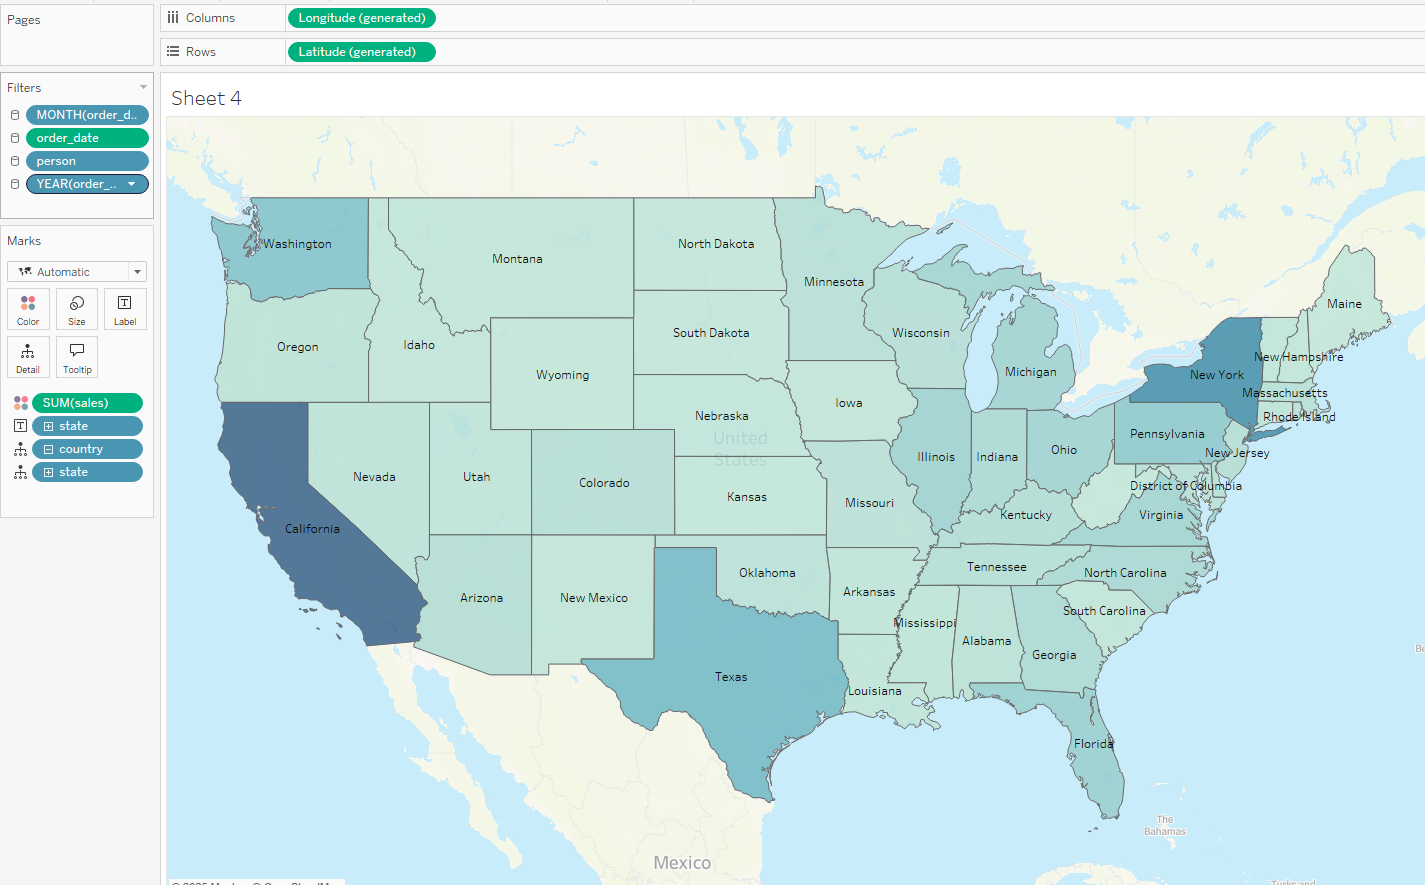 Pages
Columns
Longitude (generated)
Rows
Latitude (generated)
Filters
MONTH(order_d..
order_date
person
YEAR(order_..
Marks
Automatic
Color
Size
Label
Detail
Tooltip
SUM(sales)
state
country
state
Sheet 4
Washington
Montana
North Dakota
Minnesota
Maine
Oregon
Idaho
South Dakota
Wisconsin
New Hampshire
Wyoming
Michigan
New York
Massachusetts
Nebraska
Iowa
Rhode Island
United
States
Pennsylvania
New Jersey
Nevada
Utah
Colorado
Illinois
Indiana
Ohio
District of Columbia
Kansas
Missouri
Kentucky
Virginia
California
Tennessee
North Carolina
Oklahoma
Arizona
New Mexico
Arkansas
South Carolina
Mississippi
Alabama
Georgia
Texas
Louisiana
Florida
The
Bahamas
Mexico